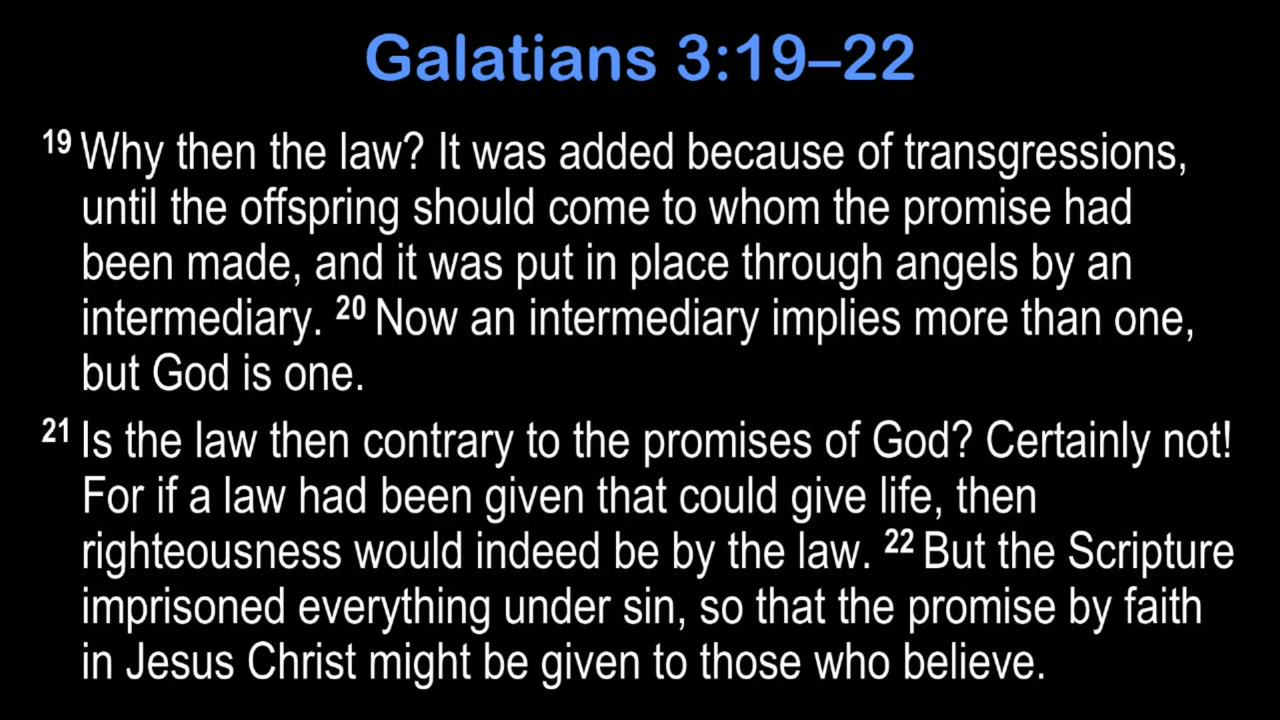 Galatians 3:19–22
19 Why then the law? It was added because of transgressions,
until the offspring should come to whom the promise had
been made, and it was put in place through angels by an
intermediary. 20 Now an intermediary implies more than one,
but God is one.
21 Is the law then contrary to the promises of God? Certainly not!
For if a law had been given that could give life, then
righteousness would indeed be by the law. 22 But the Scripture
imprisoned everything under sin, so that the promise by faith
in Jesus Christ might be given to those who believe.